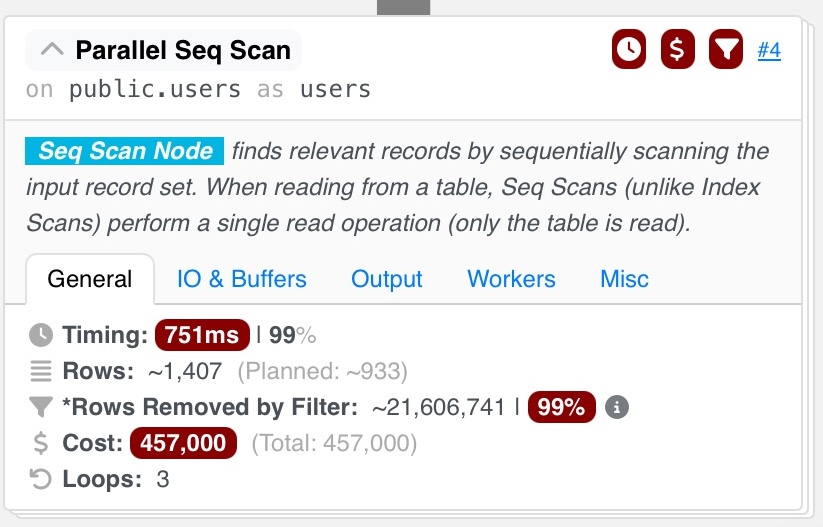 Parallel Seq Scan
$
#4
on public.users as users
Seq Scan Node finds relevant records by sequentially scanning the
input record set. When reading from a table, Seq Scans (unlike Index
Scans) perform a single read operation (only the table is read).
General IO & Buffers Output Workers Misc
Timing: 751ms | 99%
Rows: ~1,407 (Planned: ~933)
*Rows Removed by Filter: ~21,606,741 | 99% i
$ Cost: 457,000 (Total: 457,000)
Loops: 3